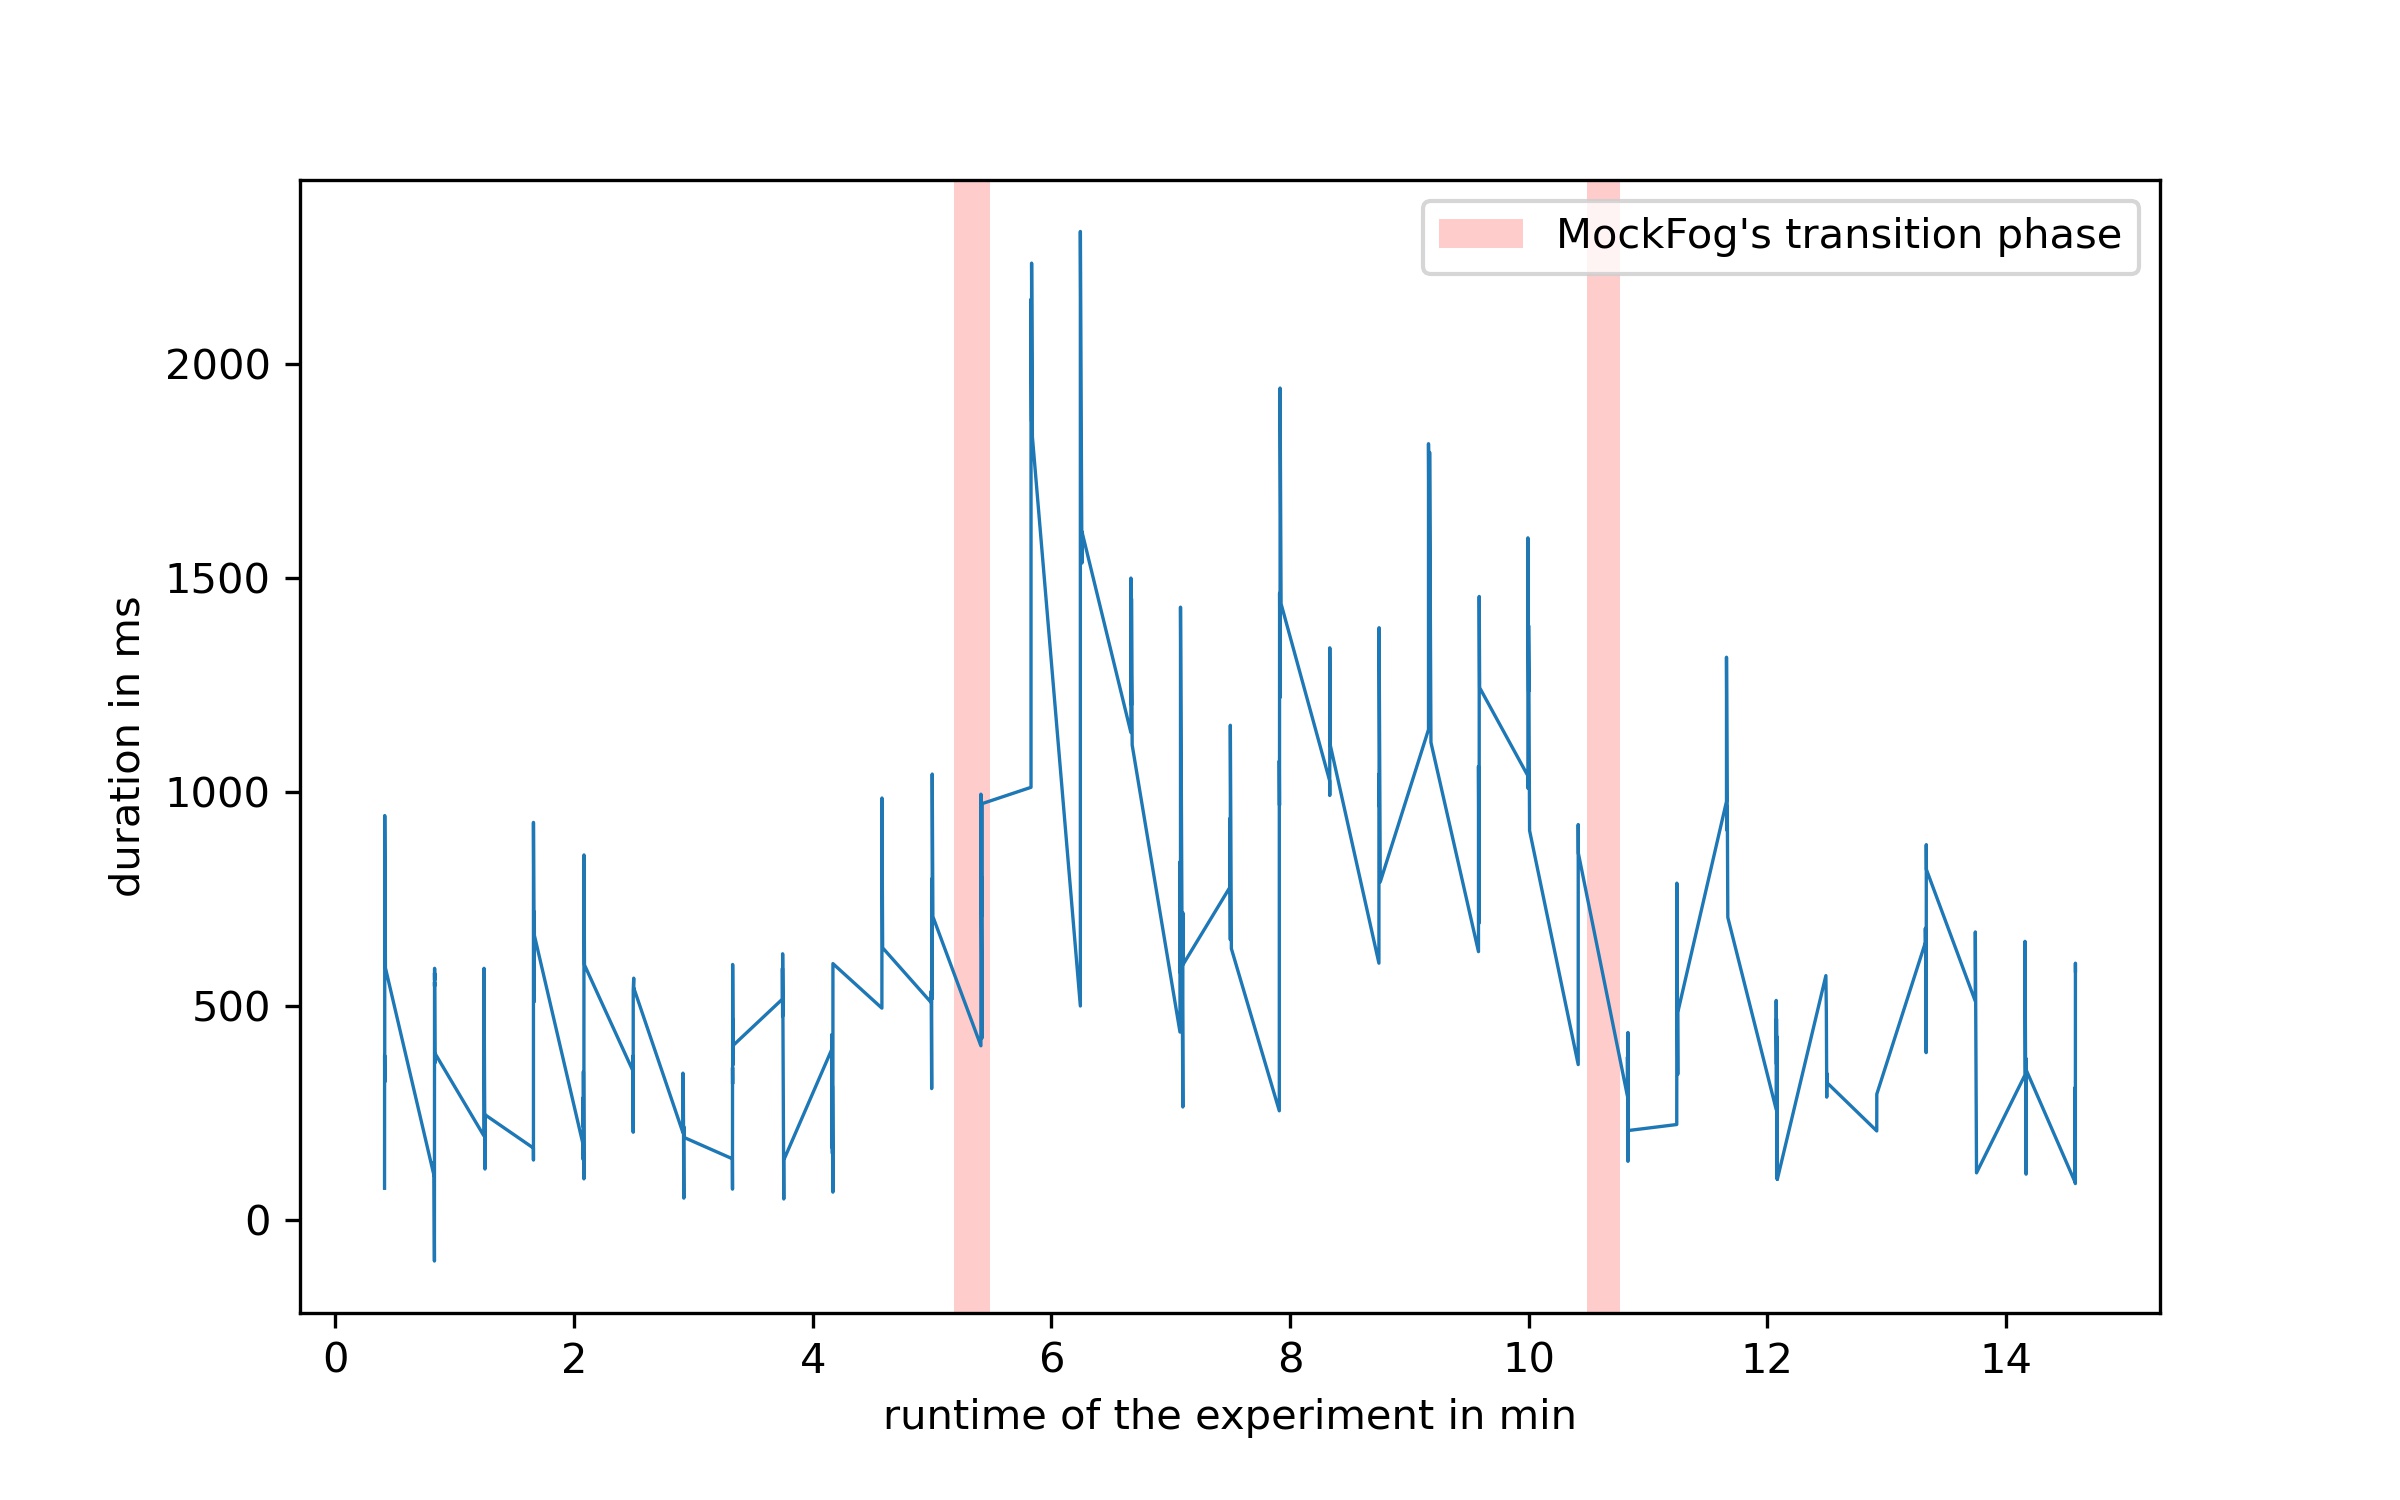 MockFog's transition phase
2000
1500
1000
500
0
duration in ms
0 2 4 6 8 10 12 14
runtime of the experiment in min